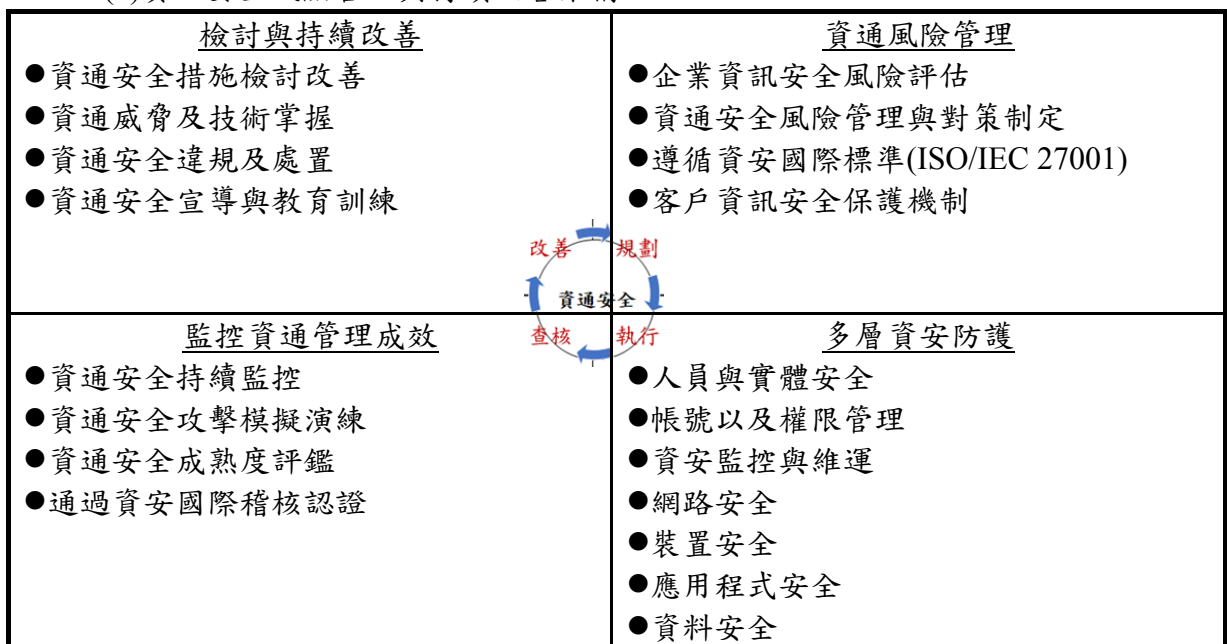 檢討與持續改善
●資通安全措施檢討改善
●資通威脅及技術掌握
●資通安全違規及處置
●資通安全宣導與教育訓練
資通風險管理
●企業資訊安全風險評估
●資通安全風險管理與對策制定
●遵循資安國際標準(ISO/IEC 27001)
●客戶資訊安全保護機制
改善 規劃
資通安全
查核 執行
監控資通管理成效
●資通安全持續監控
●資通安全攻擊模擬演練
●資通安全成熟度評鑑
●通過資安國際稽核認證
多層資安防護
●人員與實體安全
●帳號以及權限管理
●資安監控與維運
●網路安全
●裝置安全
●應用程式安全
●資料安全